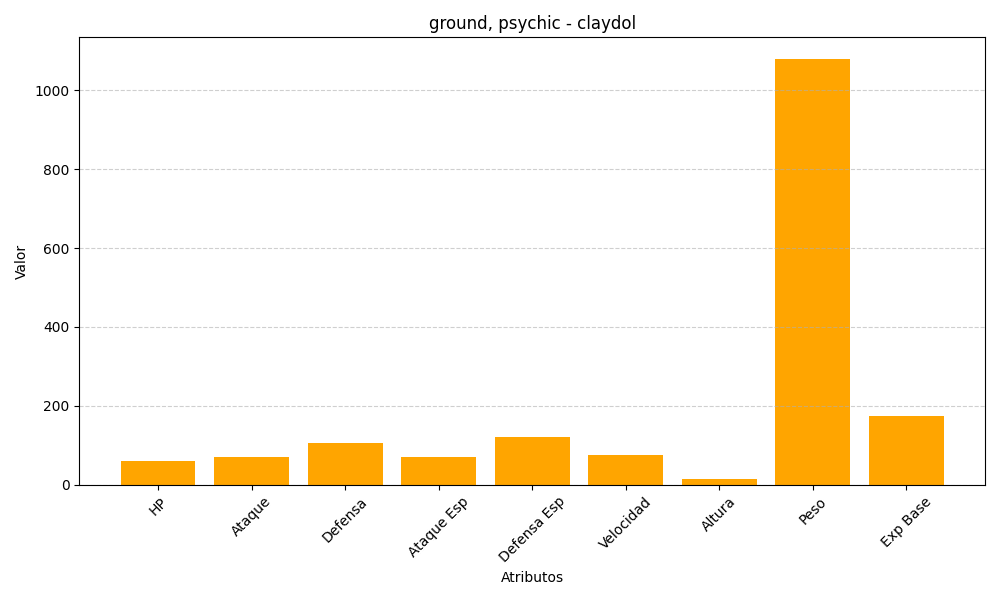 ground, psychic - claydol
Valor
1000
800
600
400
200
0
HP
Ataque
Defensa
Ataque Esp
Defensa Esp
Velocidad
Altura
Peso
Exp Base
Atributos